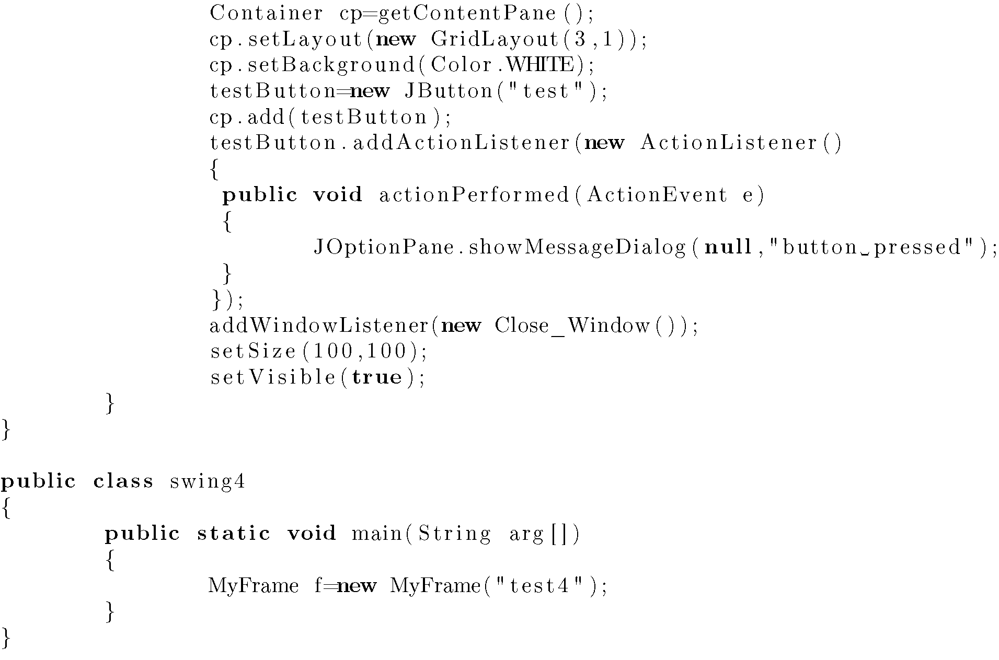 Container cp=getContentPane();
cp.setLayout(new GridLayout(3,1));
cp.setBackground(Color.WHITE);
testButton=new JButton("test");
cp.add(testButton);
testButton.addActionListener(new ActionListener()
{
public void actionPerformed(ActionEvent e)
{
JOptionPane.showMessageDialog(null,"button␣pressed");
}
});
addWindowListener(new Close_Window());
setSize(100,100);
setVisible(true);
}
}
public class swing4
{
public static void main(String arg[])
{
MyFrame f=new MyFrame("test4");
}
}